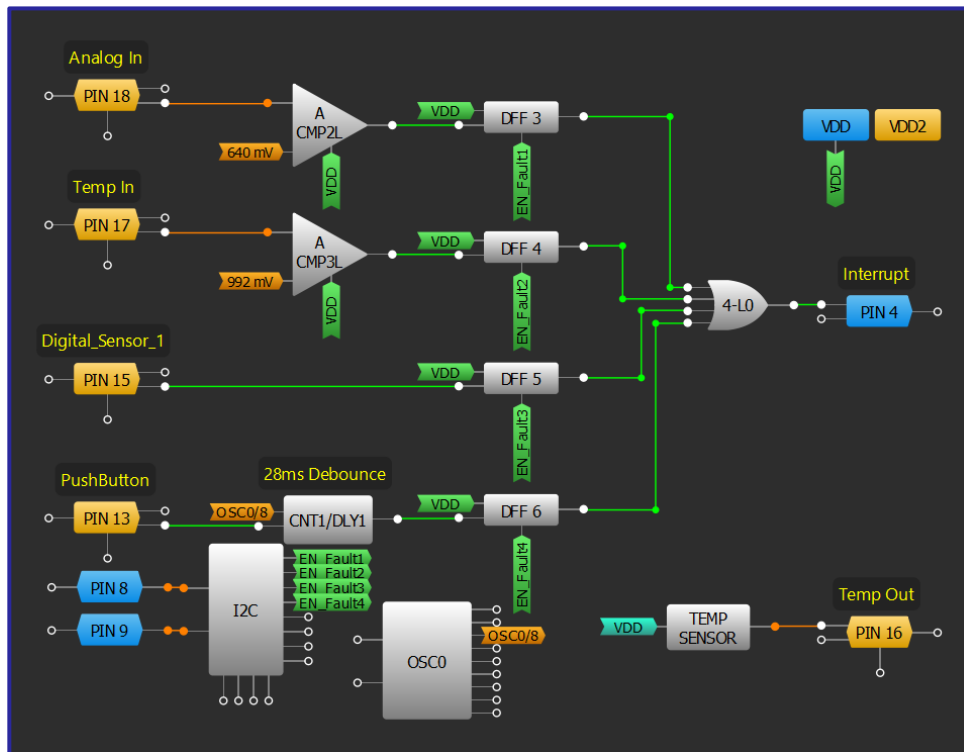 Analog In
PIN 18
A
CMP2L
640 mV
VDD
VDD
DFF 3
EN_Fault1
VDD
VDD2
VDD
Temp In
PIN 17
A
CMP3L
992 mV
VDD
VDD
DFF 4
EN_Fault2
4-L0
Interrupt
PIN 4
Digital_Sensor_1
PIN 15
VDD
DFF 5
EN_Fault3
PushButton
PIN 13
28ms Debounce
OSC0/8
CNT1/DLY1
VDD
DFF 6
EN_Fault4
PIN 8
PIN 9
I2C
EN_Fault1
EN_Fault2
EN_Fault3
EN_Fault4
OSC0
OSC0/8
VDD
TEMP
SENSOR
Temp Out
PIN 16